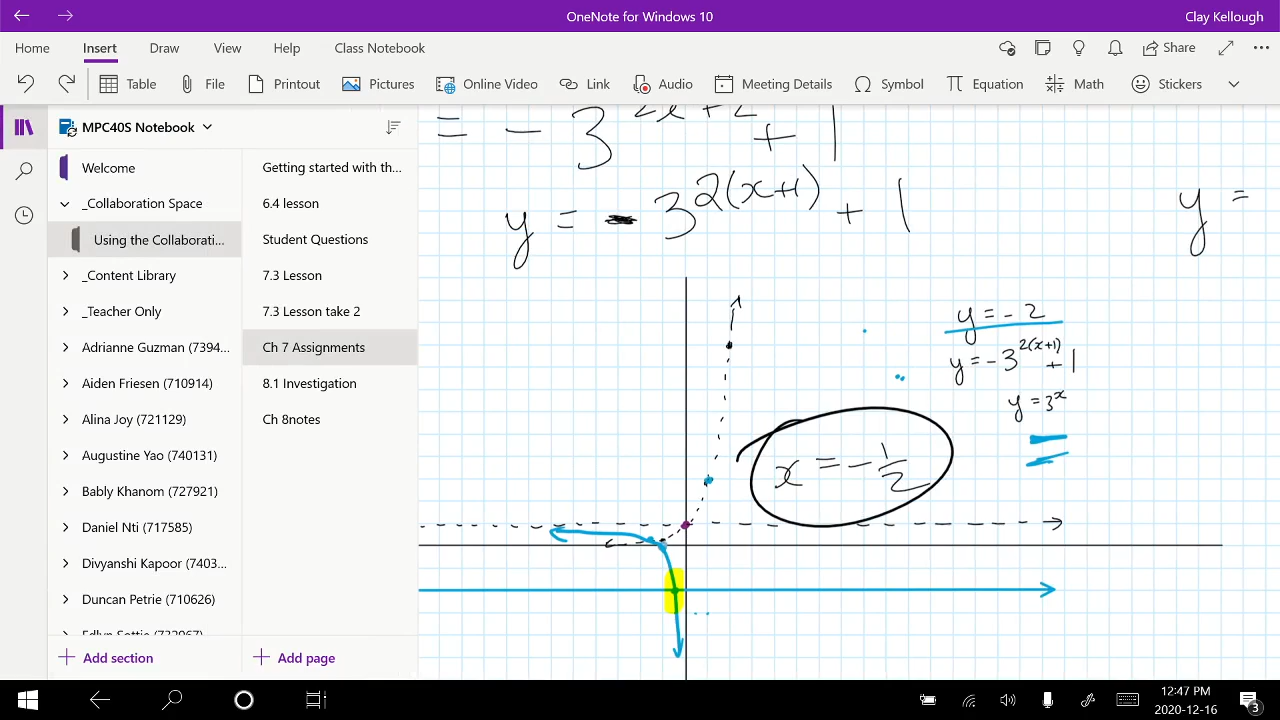 OneNote for Windows 10
Clay Kellough
Home Insert Draw View Help Class Notebook
Share
Table File Printout Pictures Online Video Link Audio Meeting Details Symbol Equation Math Stickers
MPC40S Notebook
Welcome
_Collaboration Space
Using the Collaborati...
_Content Library
_Teacher Only
Adrianne Guzman (7394...
Aiden Friesen (710914)
Alina Joy (721129)
Augustine Yao (740131)
Bably Khanom (727921)
Daniel Nti (717585)
Divyanshi Kapoor (7403...
Duncan Petrie (710626)
Add section
Getting started with th...
6.4 lesson
Student Questions
7.3 Lesson
7.3 Lesson take 2
Ch 7 Assignments
8.1 Investigation
Ch 8notes
Add page
= - 3^{2x+2} + 1
y = - 3^{2(x+1)} + 1
y =
y = -2
y = -3^{2(x+1)} + 1
y = 3^x
x = -1/2
12:47 PM
2020-12-16
3